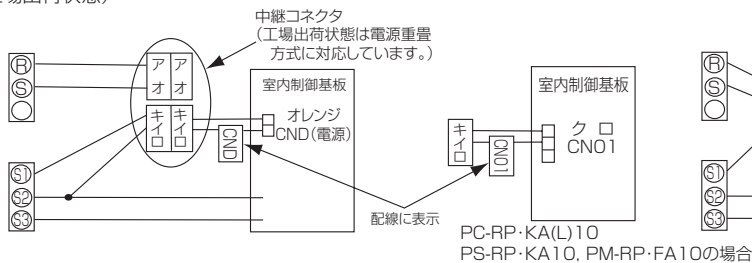 場出荷状態）
中継コネクタ
（工場出荷状態は電源重畳
方式に対応しています。）
R
S
アオ
アオ
キイロ
キイロ
CND
室内制御基板
オレンジ
CND(電源)
S1
S2
S3
配線に表示
キイロ
CN01
室内制御基板
クロ
CN01
PC-RP・KA(L)10
PS-RP・KA10, PM-RP・FA10の場合
R
S
S1
S2
S3